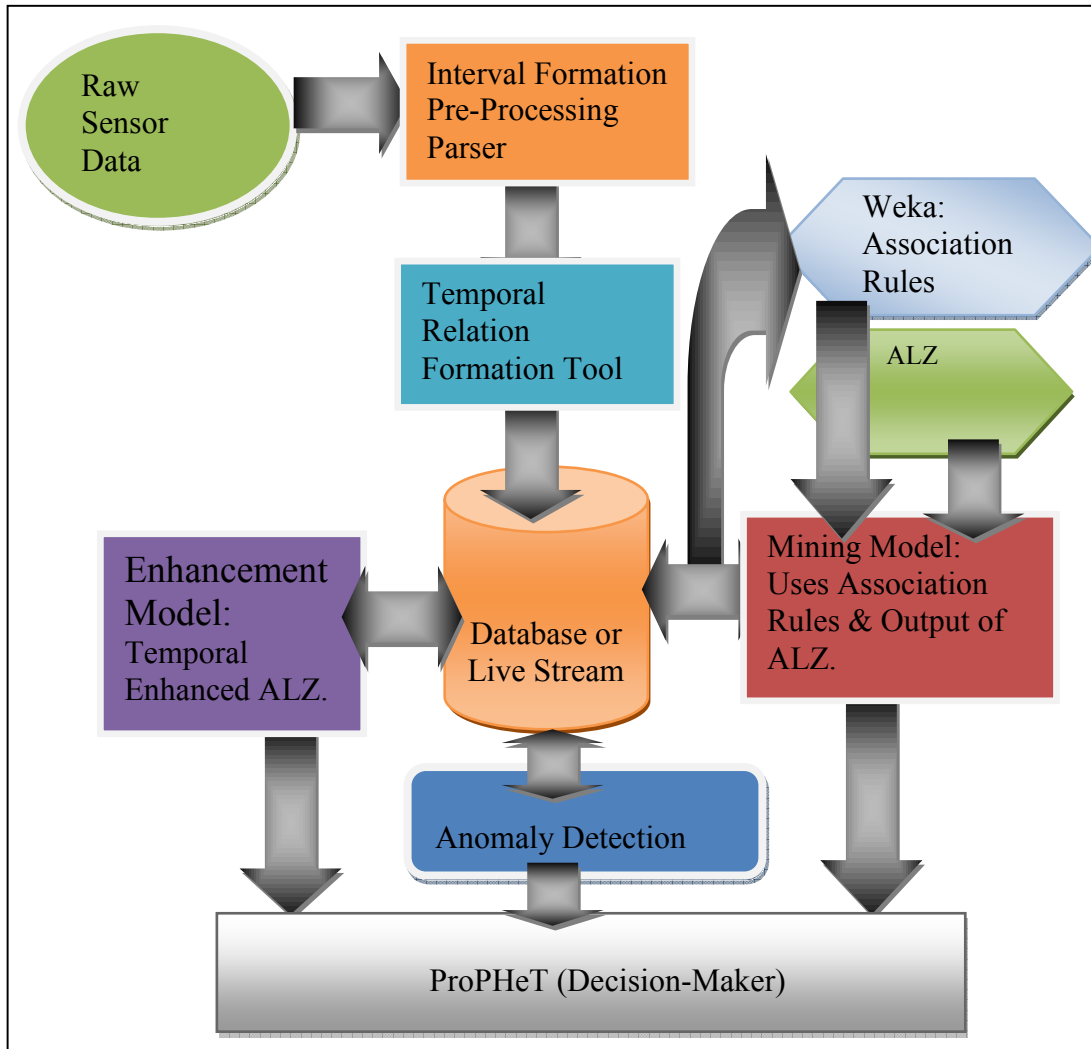 Raw
Sensor
Data
Interval Formation
Pre-Processing
Parser
Weka:
Association
Rules
Temporal
Relation
Formation Tool
ALZ
Enhancement
Model:
Temporal
Enhanced ALZ.
Database or
Live Stream
Mining Model:
Uses Association
Rules & Output of
ALZ.
Anomaly Detection
ProPHeT (Decision-Maker)